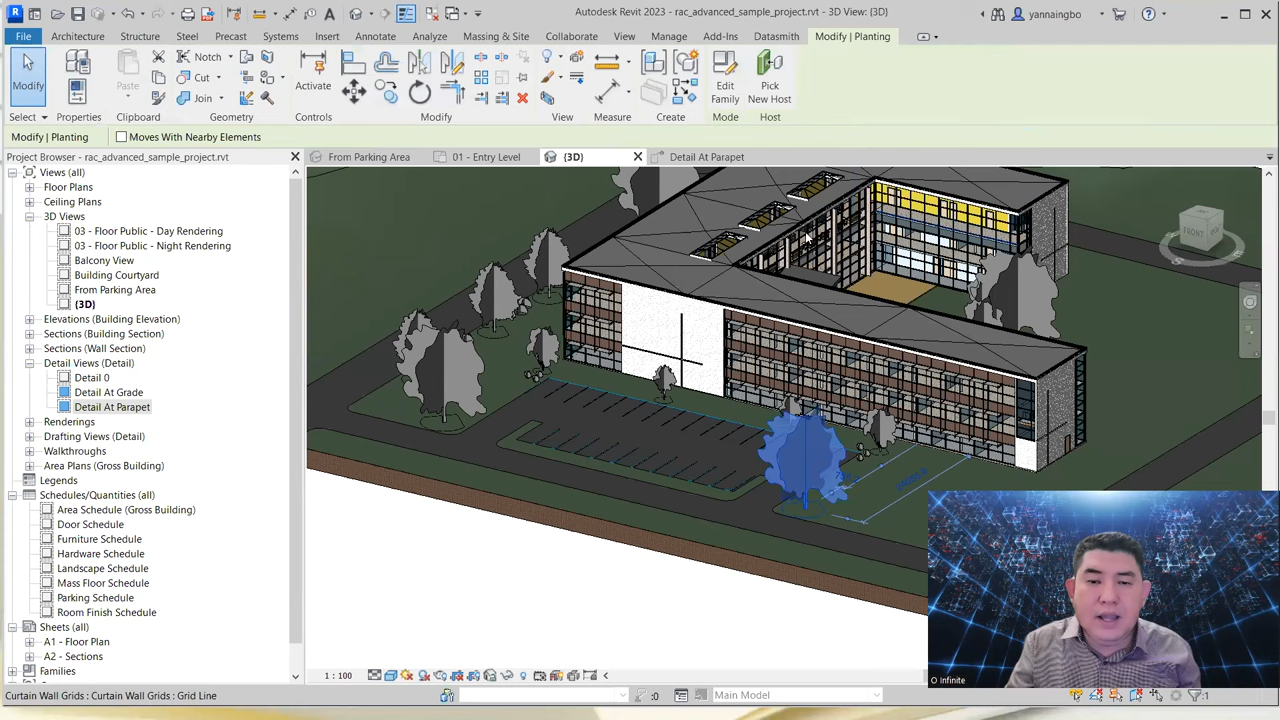 Autodesk Revit 2023 - rac_advanced_sample_project.rvt - 3D View: {3D}
yannaingbo
File
Architecture
Structure
Steel
Precast
Systems
Insert
Annotate
Analyze
Massing & Site
Collaborate
View
Manage
Add-Ins
Datasmith
Modify | Planting
Modify
Paste
Notch
Cut
Join
Activate
Edit Family
Pick New Host
Select
Properties
Clipboard
Geometry
Controls
Modify
View
Measure
Create
Mode
Host
Modify | Planting
Moves With Nearby Elements
Project Browser - rac_advanced_sample_project.rvt
From Parking Area
01 - Entry Level
{3D}
Detail At Parapet
Views (all)
Floor Plans
Ceiling Plans
3D Views
03 - Floor Public - Day Rendering
03 - Floor Public - Night Rendering
Balcony View
Building Courtyard
From Parking Area
{3D}
Elevations (Building Elevation)
Sections (Building Section)
Sections (Wall Section)
Detail Views (Detail)
Detail 0
Detail At Grade
Detail At Parapet
Renderings
Drafting Views (Detail)
Walkthroughs
Area Plans (Gross Building)
Legends
Schedules/Quantities (all)
Area Schedule (Gross Building)
Door Schedule
Furniture Schedule
Hardware Schedule
Landscape Schedule
Mass Floor Schedule
Parking Schedule
Room Finish Schedule
Sheets (all)
A1 - Floor Plan
A2 - Sections
Families
FRONT
1 : 100
O Infinite
Curtain Wall Grids : Curtain Wall Grids : Grid Line
:0
Main Model
:1